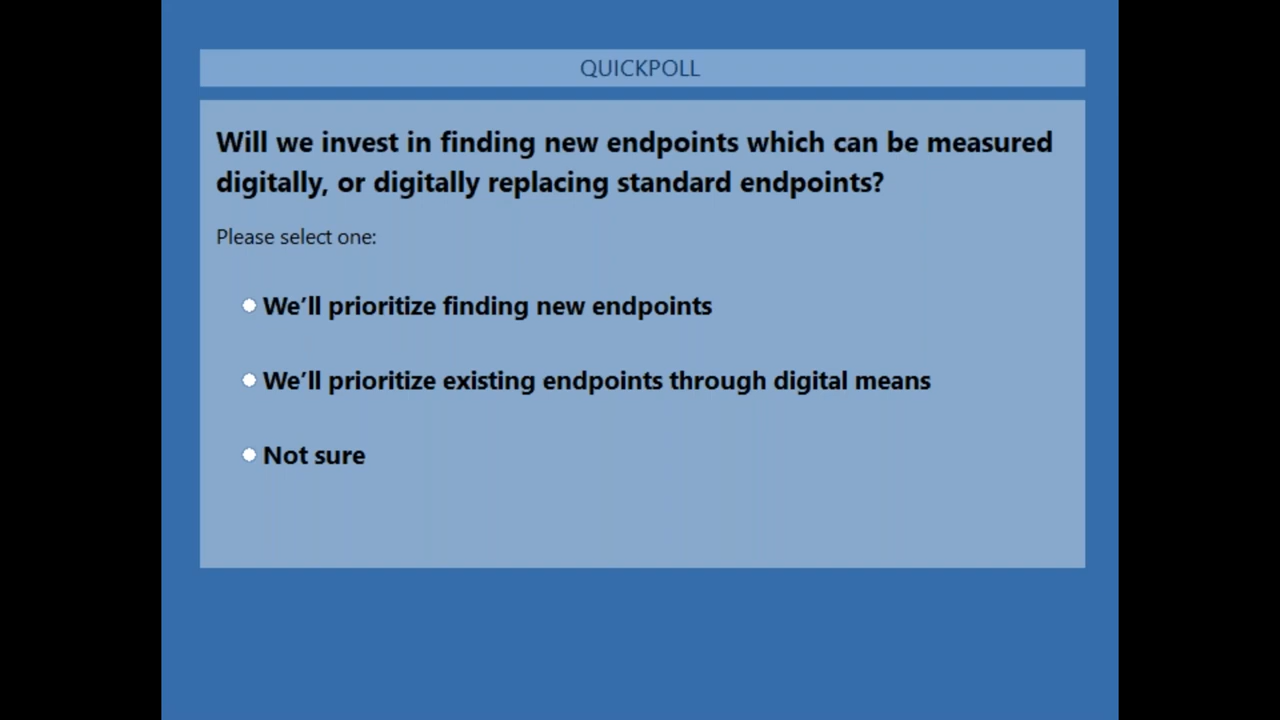 QUICKPOLL
Will we invest in finding new endpoints which can be measured
digitally, or digitally replacing standard endpoints?
Please select one:
We’ll prioritize finding new endpoints
We’ll prioritize existing endpoints through digital means
Not sure